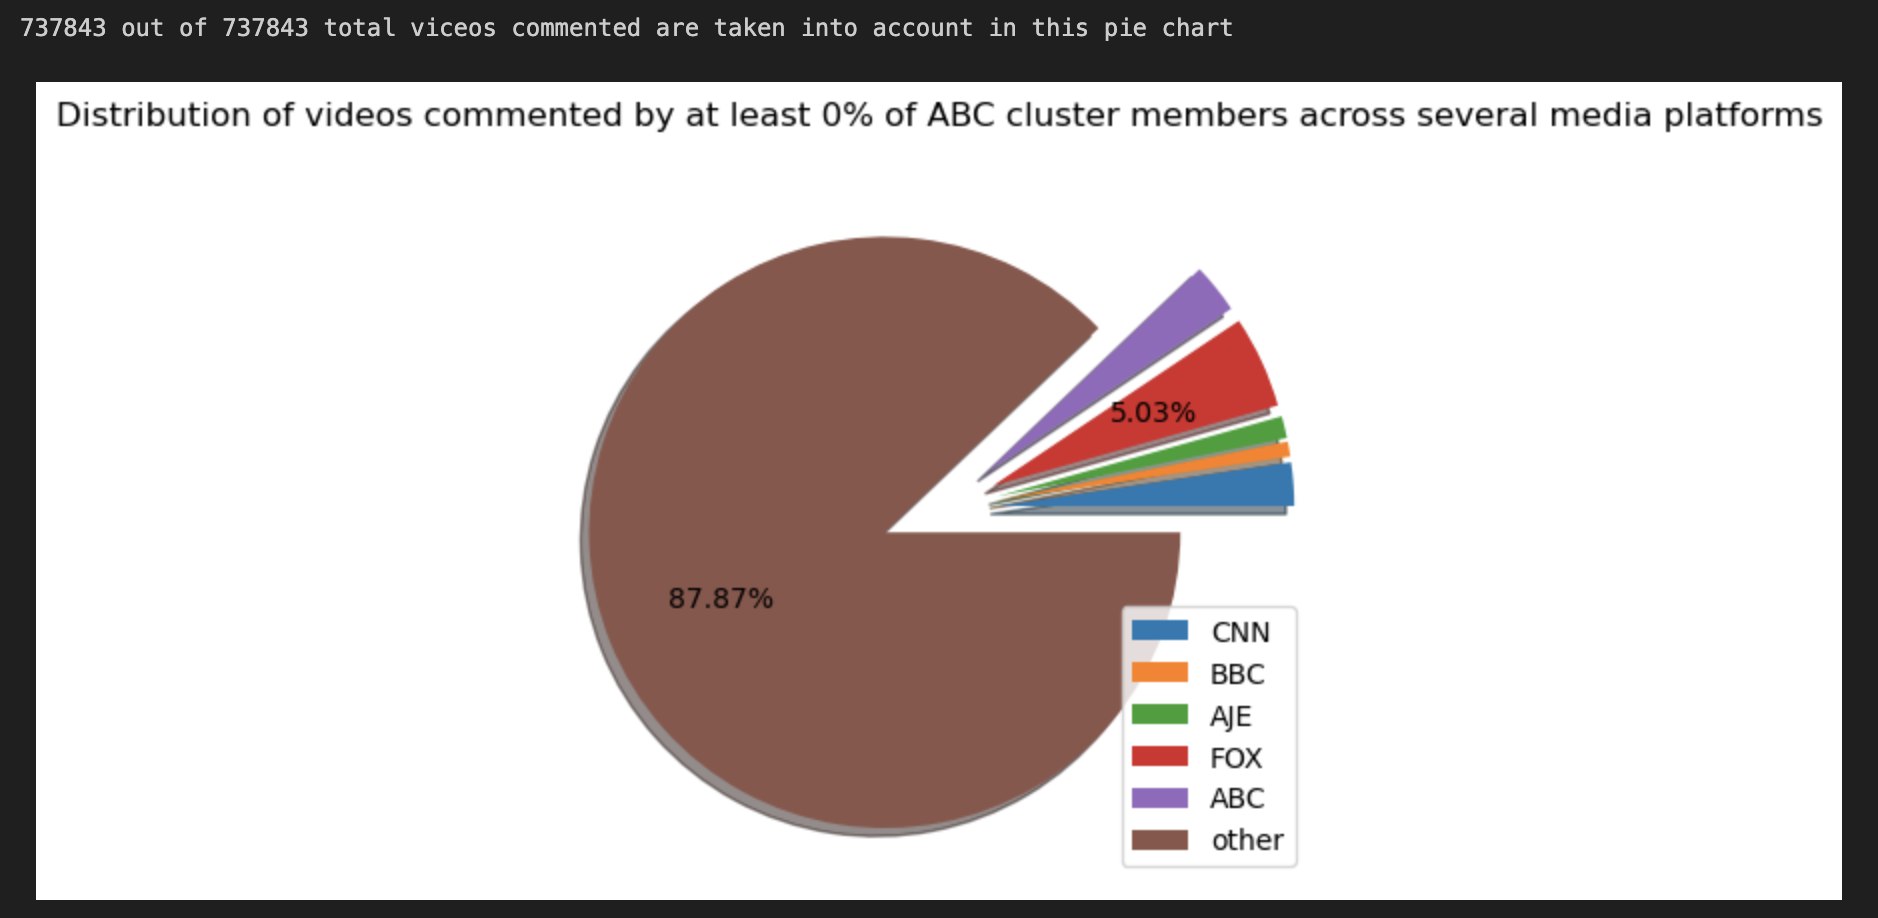 737843 out of 737843 total viceos commented are taken into account in this pie chart
Distribution of videos commented by at least 0% of ABC cluster members across several media platforms
5.03%
87.87%
CNN
BBC
AJE
FOX
ABC
other